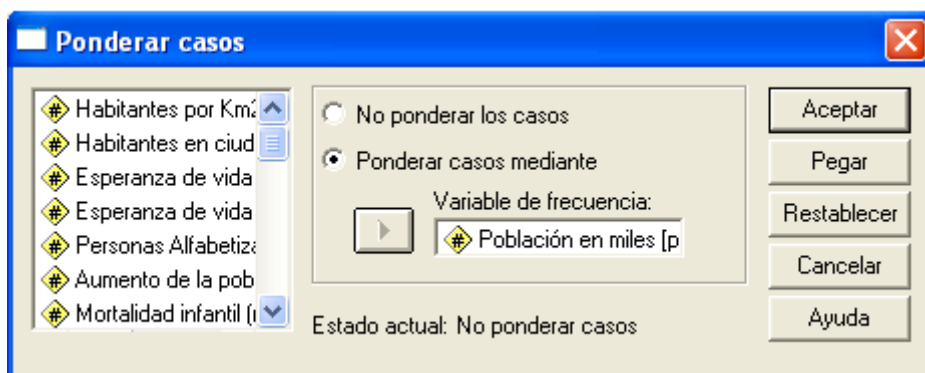 Ponderar casos
Habitantes por Km2
Habitantes en ciud
Esperanza de vida
Esperanza de vida
Personas Alfabetiza
Aumento de la pob
Mortalidad infantil (
No ponderar los casos
Ponderar casos mediante
Variable de frecuencia:
Población en miles [p
Estado actual: No ponderar casos
Aceptar
Pegar
Restablecer
Cancelar
Ayuda